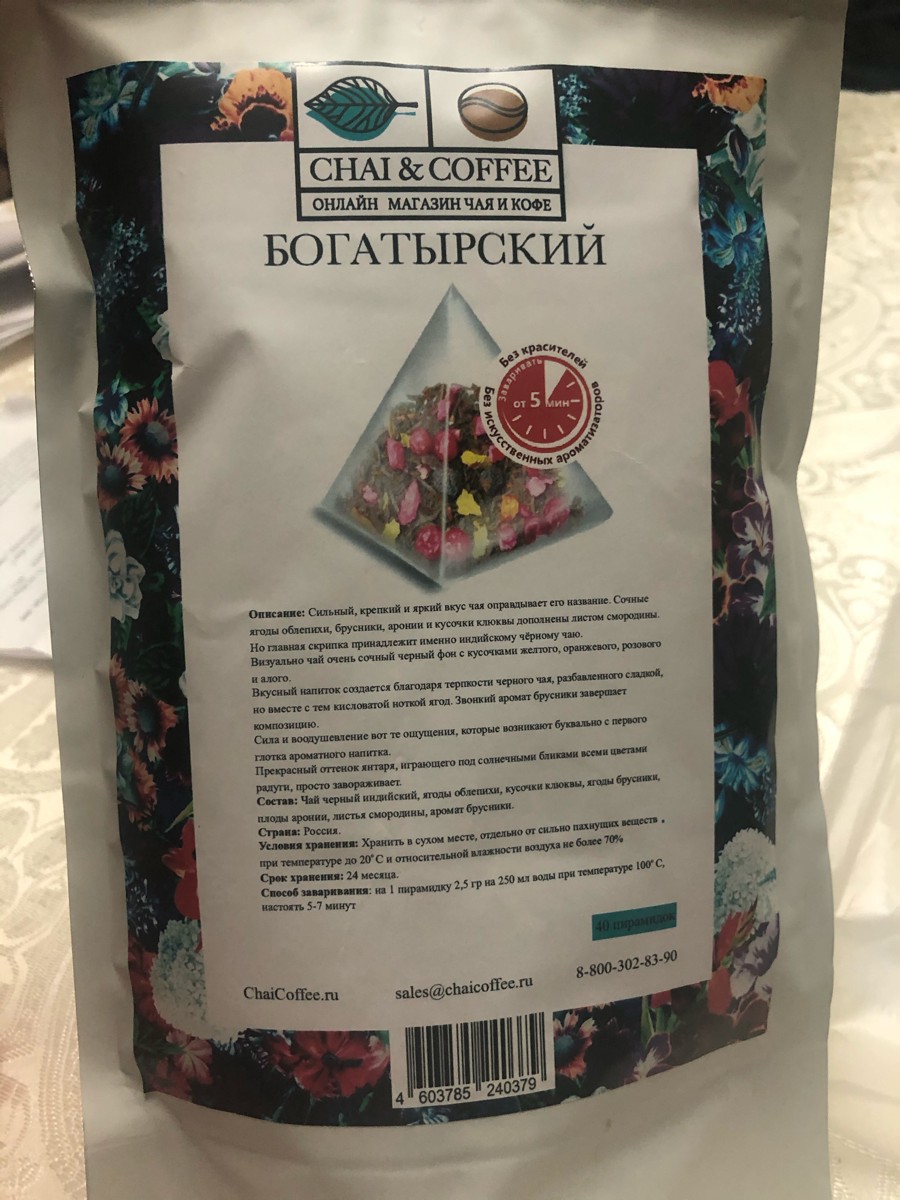 CHAI & COFFEE
ОНЛАЙН МАГАЗИН ЧАЯ И КОФЕ
БОГАТЫРСКИЙ
Без красителей
без искусственных ароматизаторов
Заваривать
от 5 мин
Описание: Сильный, крепкий и яркий вкус чая оправдывает его название. Сочные
ягоды облепихи, брусники, аронии и кусочки клюквы дополнены листом смородины.
Но главная скрипка принадлежит именно индийскому чёрному чаю.
Визуально чай очень сочный черный фон с кусочками желтого, оранжевого, розового
и алого.
Вкусный напиток создается благодаря терпкости черного чая, разбавленного сладкой,
но вместе с тем кисловатой ноткой ягод. Звонкий аромат брусники завершает
композицию.
Сила и воодушевление вот те ощущения, которые возникают буквально с первого
глотка ароматного напитка.
Прекрасный оттенок янтаря, играющего под солнечными бликами всеми цветами
радуги, просто завораживает.
Состав: Чай черный индийский, ягоды облепихи, кусочки клюквы, ягоды брусники,
плоды аронии, листья смородины, аромат брусники.
Страна: Россия.
Условия хранения: Хранить в сухом месте, отдельно от сильно пахнущих веществ ,
при температуре до 20˚С и относительной влажности воздуха не более 70%
Срок хранения: 24 месяца.
Способ заваривания: на 1 пирамидку 2,5 гр на 250 мл воды при температуре 100˚С,
настоять 5-7 минут
40 пирамидок
ChaiCoffee.ru sales@chaicoffee.ru 8-800-302-83-90
4 603785 240379